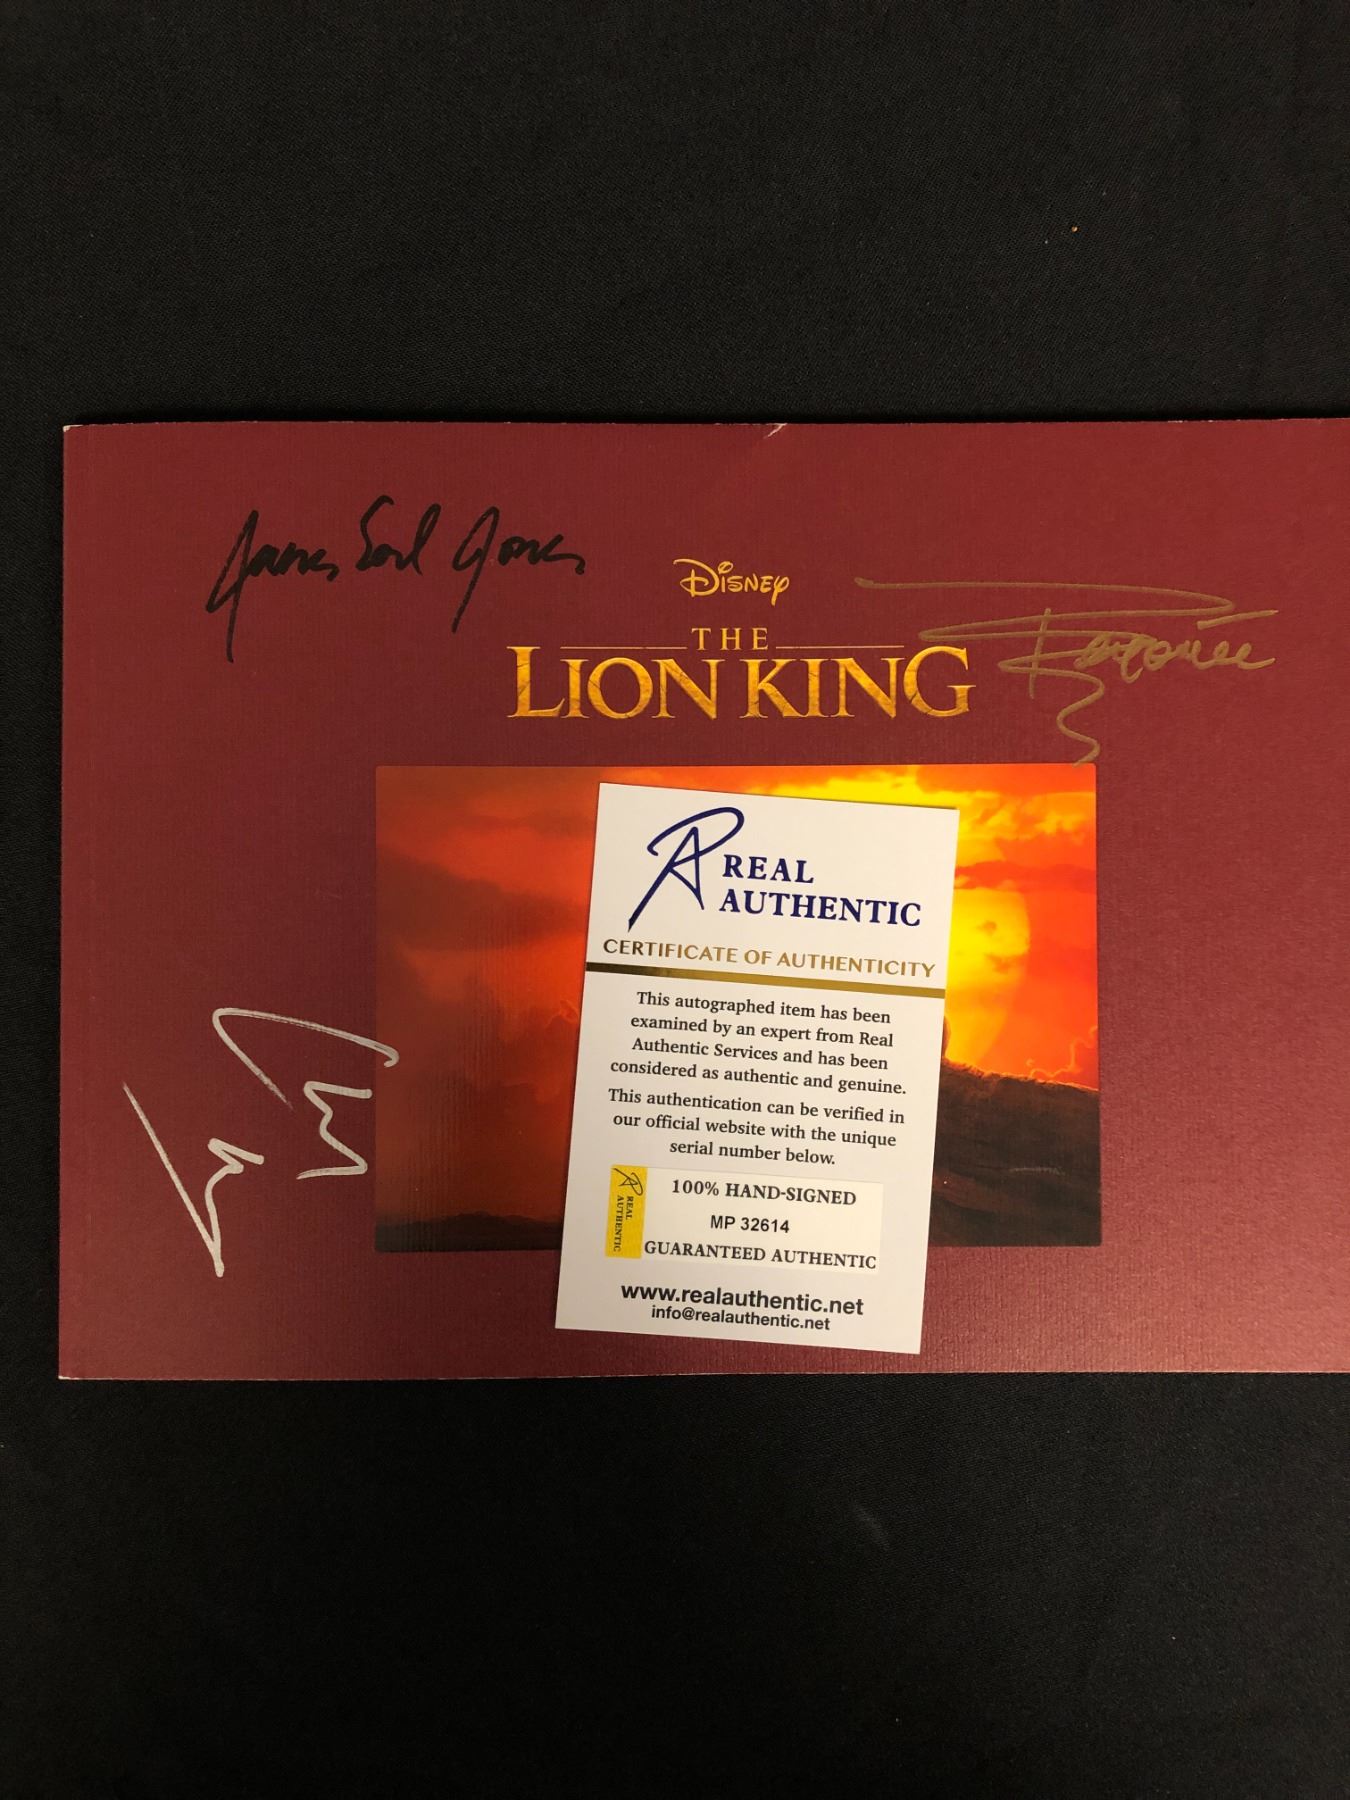 James Earl Jones
DISNEY
THE
LION KING
REAL
AUTHENTIC
CERTIFICATE OF AUTHENTICITY
This autographed item has been
examined by an expert from Real
Authentic Services and has been
considered as authentic and genuine.
This authentication can be verified in
our official website with the unique
serial number below.
REAL
AUTHENTIC
100% HAND-SIGNED
MP 32614
GUARANTEED AUTHENTIC
www.realauthentic.net
info@realauthentic.net